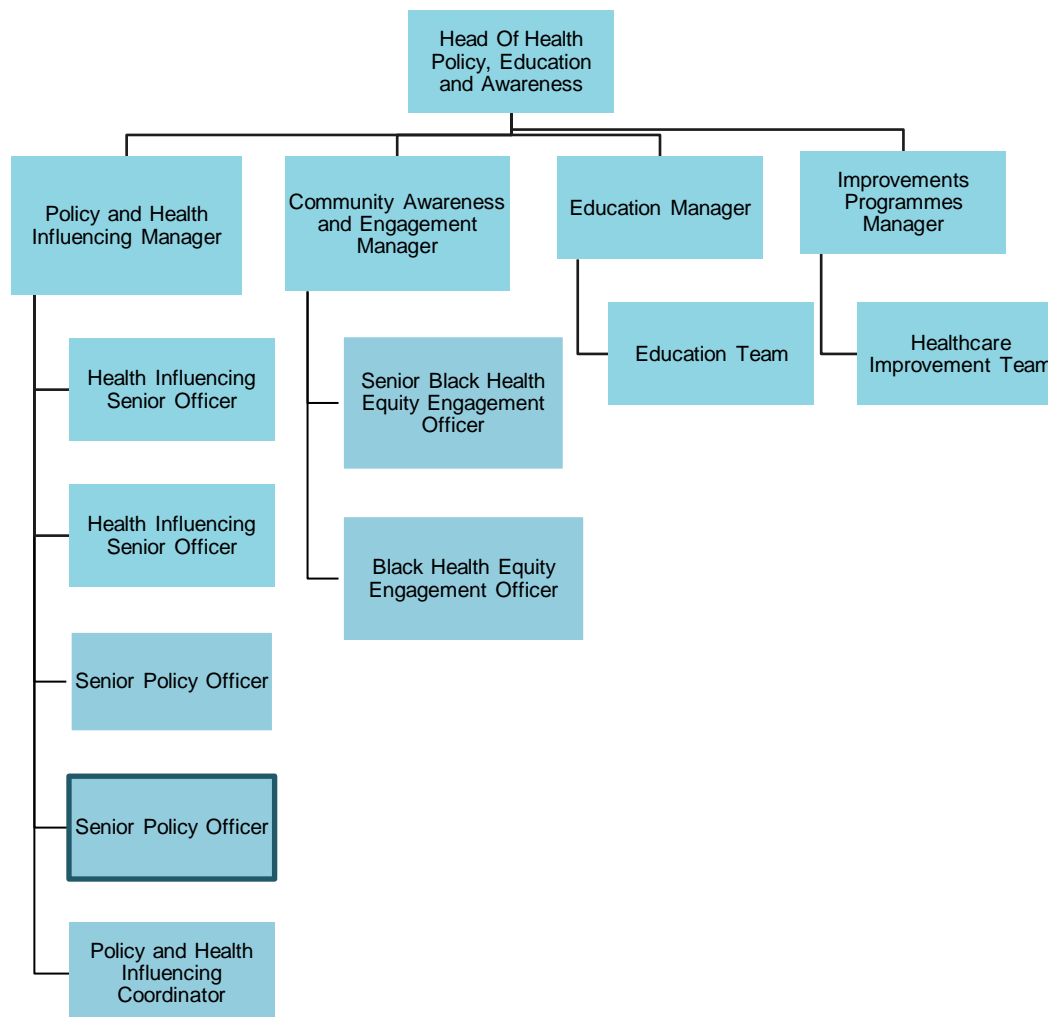 Head Of Health
Policy, Education
and Awareness
Policy and Health
Influencing Manager
Community Awareness
and Engagement
Manager
Education Manager
Improvements
Programmes
Manager
Health Influencing
Senior Officer
Health Influencing
Senior Officer
Senior Policy Officer
Senior Policy Officer
Policy and Health
Influencing
Coordinator
Senior Black Health
Equity Engagement
Officer
Black Health Equity
Engagement Officer
Education Team
Healthcare
Improvement Team